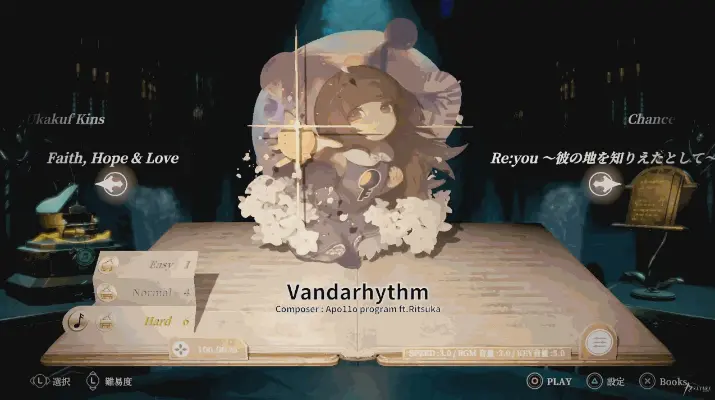 Ukakuf Kins
Chance
Faith, Hope & Love
Re:you ～彼の地を知りえたとして～
Easy 1
Normal 4
Hard 6
Vandarhythm
Composer : Apo11o program ft.Ritsuka
L 選択
L 難易度
PLAY
設定
Books